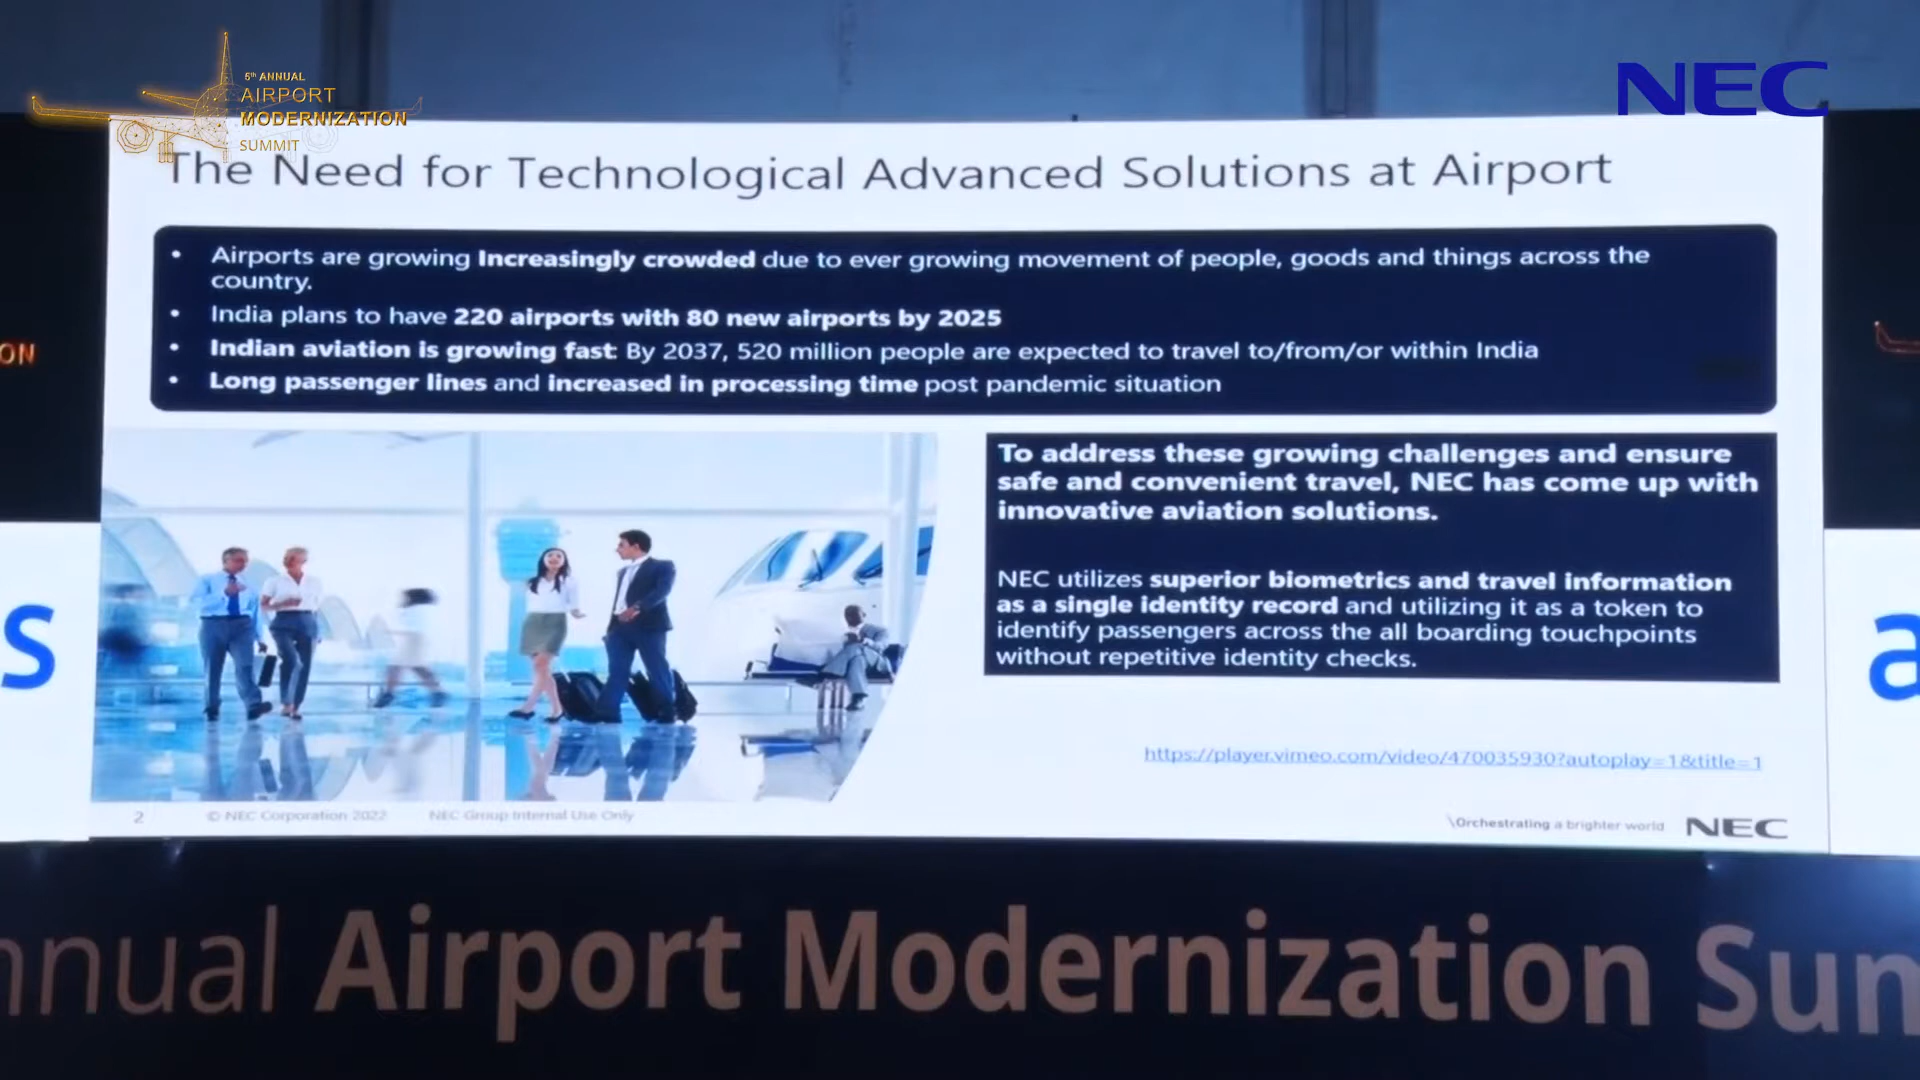 5th ANNUAL
AIRPORT
MODERNIZATION
SUMMIT
NEC
The Need for Technological Advanced Solutions at Airport
• Airports are growing Increasingly crowded due to ever growing movement of people, goods and things across the
country.
• India plans to have 220 airports with 80 new airports by 2025
• Indian aviation is growing fast: By 2037, 520 million people are expected to travel to/from/or within India
• Long passenger lines and increased in processing time post pandemic situation
ON
To address these growing challenges and ensure
safe and convenient travel, NEC has come up with
innovative aviation solutions.
NEC utilizes superior biometrics and travel information
as a single identity record and utilizing it as a token to
identify passengers across the all boarding touchpoints
without repetitive identity checks.
s
a
https://player.vimeo.com/video/470035930?autoplay=1&title=1
2 © NEC Corporation 2022 NEC Group Internal Use Only
\Orchestrating a brighter world NEC
nnual Airport Modernization Sum